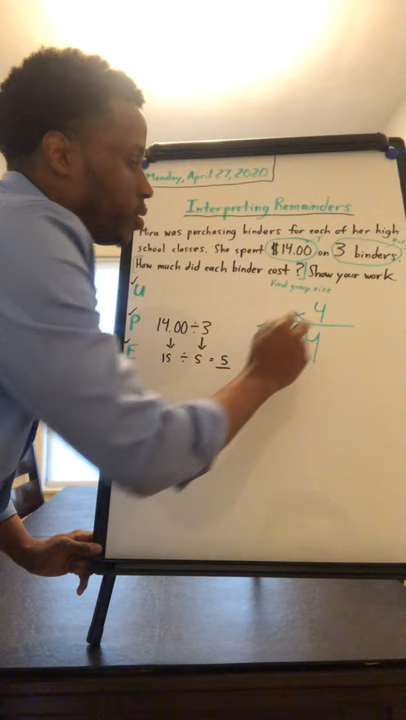 Monday, April 27, 2020
Interpreting Remainders
Mira was purchasing binders for each of her high
school classes. She spent $14.00 on 3 binders.
How much did each binder cost? Show your work.
Find group size
U
P
E
14.00÷3
↓ ↓
15 ÷ 5 = 5
× 4
4